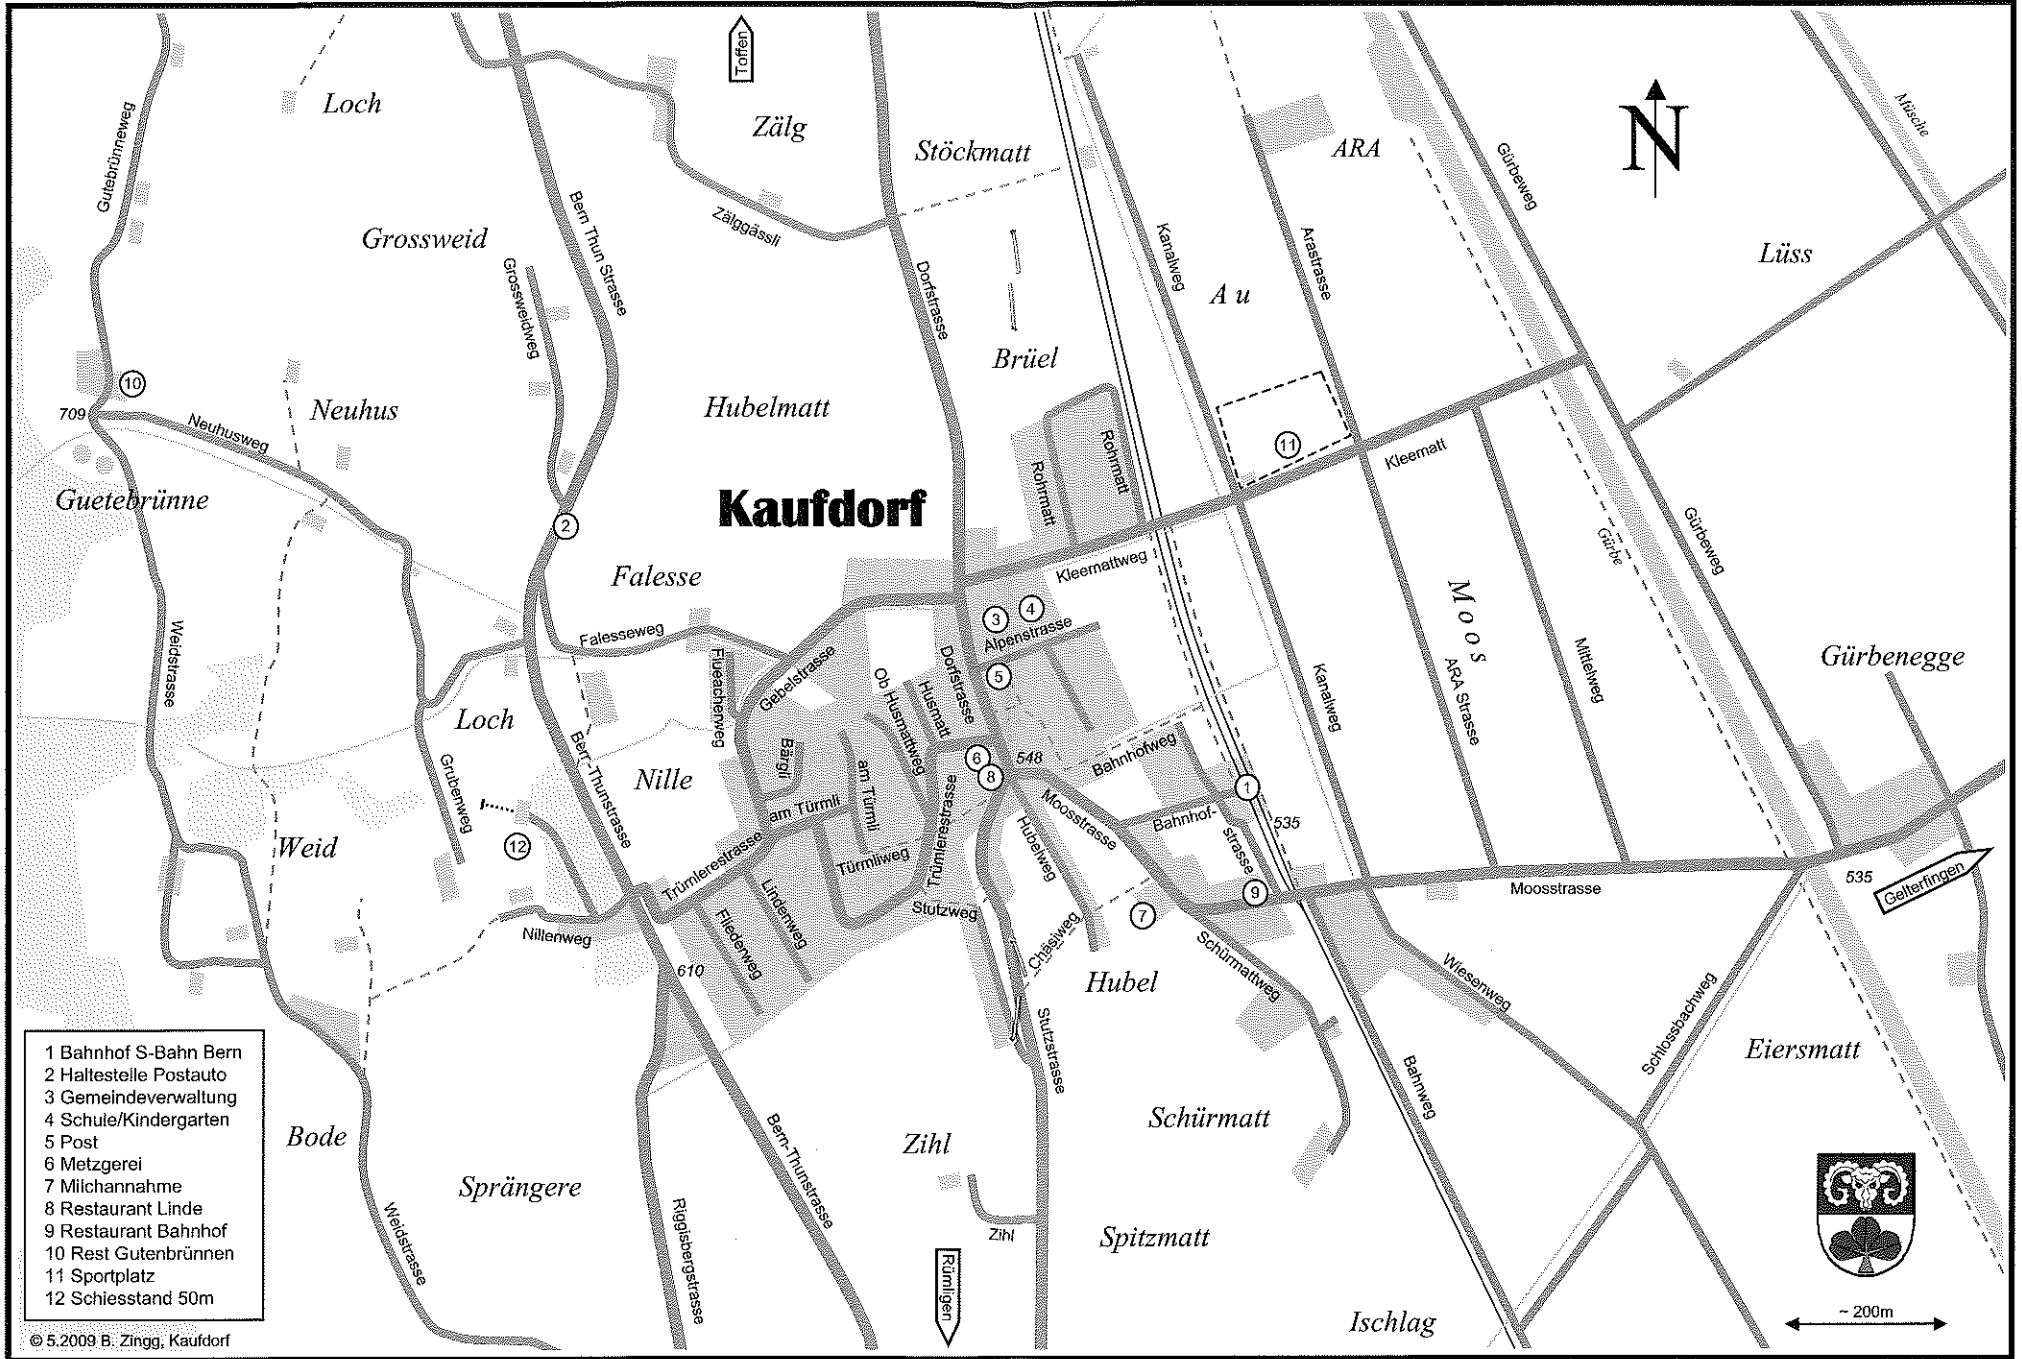 Toffen
Loch
Zälg
Stöckmatt
ARA
N
Müsche
Gutebrünneweg
Gürbeweg
Bern Thun Strasse
Zälggässli
Grossweid
Kanalweg
Arastrasse
Lüss
Grossweidweg
Dorfstrasse
A u
Brüel
10
709
Neuhus
Neuhusweg
Hubelmatt
Rohrmatt
Rohrmatt
11
Kleematt
Guetebrünne
Kaufdorf
2
Gürbe
Gürbeweg
Falesse
Kleemattweg
3
4
Moos
Weidstrasse
Falesseweg
Alpenstrasse
Flueacherweg
Gebelstrasse
Dorfstrasse
5
Ob Husmattweg
Husmatt
Kanalweg
ARA Strasse
Mittelweg
Gürbenegge
Loch
Bern-Thunstrasse
Nille
Bärgli
am Türmli
6
548
8
Bahnhofweg
1
Grubenweg
am Türmli
Trümlerestrasse
Moosstrasse
Bahnhof-
strasse
535
12
Weid
Trümlerestrasse
Türmliweg
Hubelweg
9
Moosstrasse
535
Gelterfingen
Nillenweg
Fliederweg
Lindenweg
Stutzweg
Chäsiweg
7
Schürmattweg
Wiesenweg
610
Hubel
Schlossbachweg
Stutzstrasse
Eiersmatt
Bahnweg
1 Bahnhof S-Bahn Bern
2 Haltestelle Postauto
3 Gemeindeverwaltung
4 Schule/Kindergarten
5 Post
6 Metzgerei
7 Milchannahme
8 Restaurant Linde
9 Restaurant Bahnhof
10 Rest Gutenbrünnen
11 Sportplatz
12 Schiesstand 50m
Bode
Bern-Thunstrasse
Zihl
Schürmatt
Sprängere
Weidstrasse
Riggisbergstrasse
Zihl
Spitzmatt
Rümligen
Ischlag
~ 200m
© 5.2009 B. Zingg, Kaufdorf